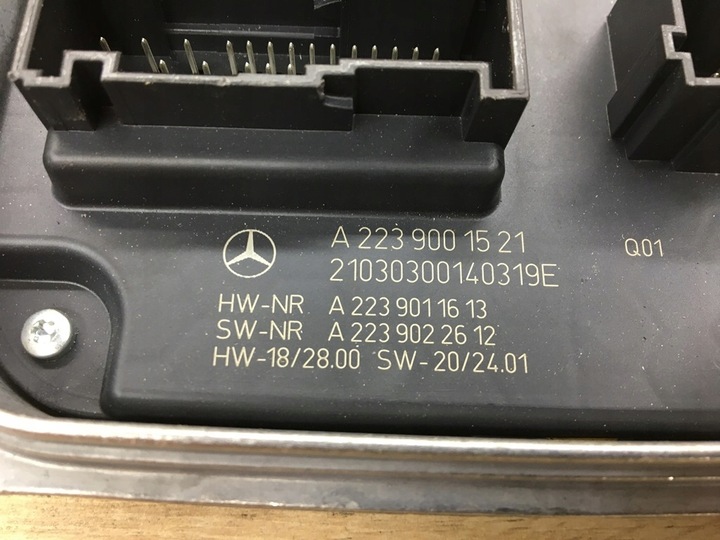 A 223 900 15 21
21030300140319E
Q01
HW-NR A 223 901 16 13
SW-NR A 223 902 26 12
HW-18/28.00 SW-20/24.01